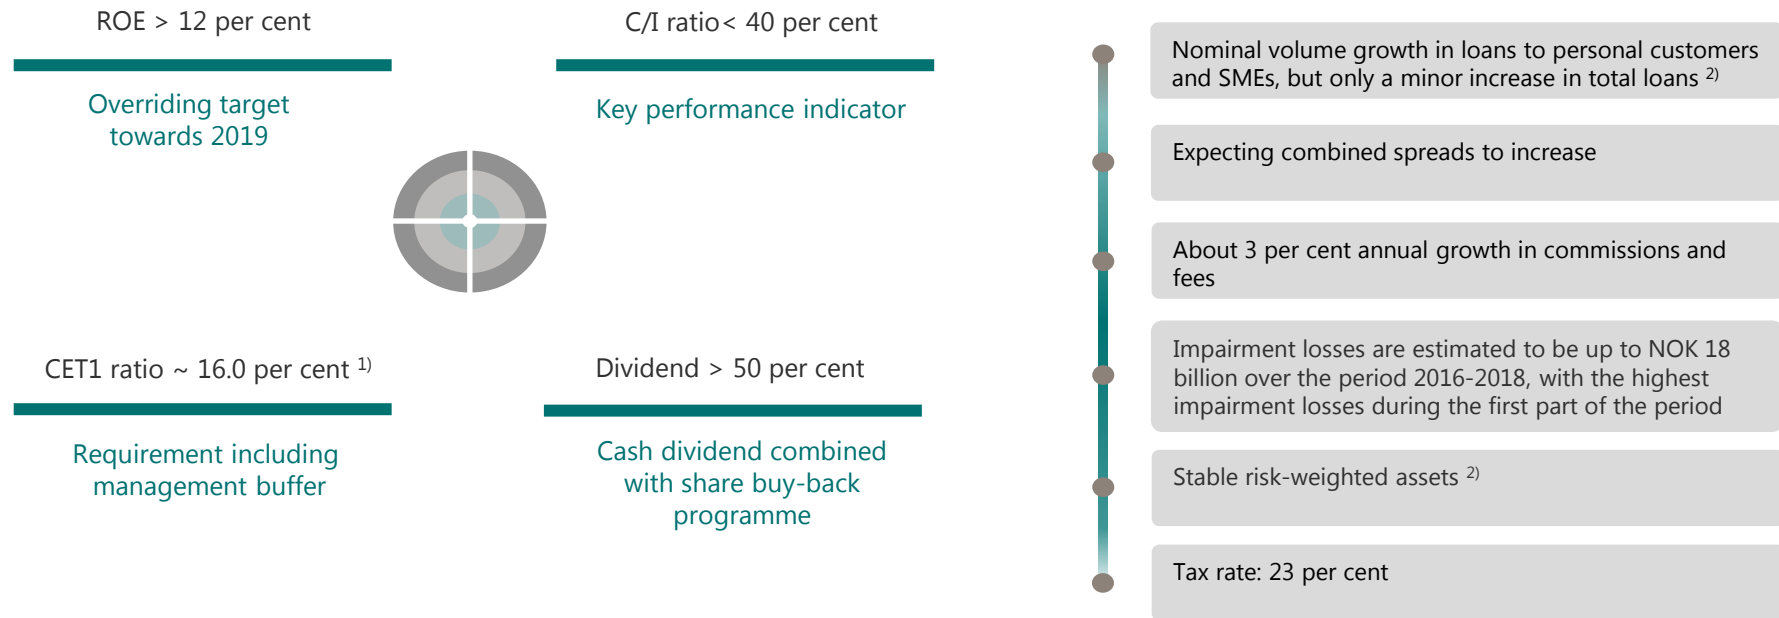 ROE > 12 per cent
Overriding target
towards 2019
C/I ratio< 40 per cent
Key performance indicator
CET1 ratio ~ 16.0 per cent 1)
Requirement including
management buffer
Dividend > 50 per cent
Cash dividend combined
with share buy-back
programme
Nominal volume growth in loans to personal customers
and SMEs, but only a minor increase in total loans 2)
Expecting combined spreads to increase
About 3 per cent annual growth in commissions and
fees
Impairment losses are estimated to be up to NOK 18
billion over the period 2016-2018, with the highest
impairment losses during the first part of the period
Stable risk-weighted assets 2)
Tax rate: 23 per cent